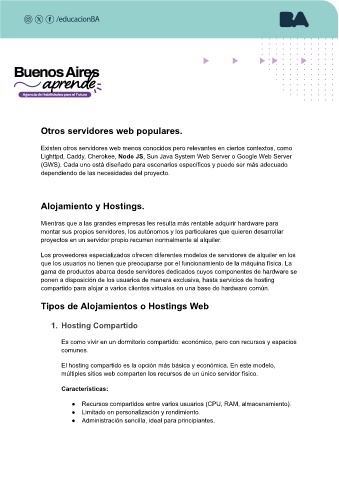 /educacionBA
BA
Buenos Aires
aprende
Agencia de Habilidades para el Futuro
Otros servidores web populares.
Existen otros servidores web menos conocidos pero relevantes en ciertos contextos, como
Lighttpd, Caddy, Cherokee, Node JS, Sun Java System Web Server o Google Web Server
(GWS). Cada uno está diseñado para escenarios específicos y puede ser más adecuado
dependiendo de las necesidades del proyecto.
Alojamiento y Hostings.
Mientras que a las grandes empresas les resulta más rentable adquirir hardware para
montar sus propios servidores, los autónomos y los particulares que quieren desarrollar
proyectos en un servidor propio recurren normalmente al alquiler.
Los proveedores especializados ofrecen diferentes modelos de servidores de alquiler en los
que los usuarios no tienen que preocuparse por el funcionamiento de la máquina física. La
gama de productos abarca desde servidores dedicados cuyos componentes de hardware se
ponen a disposición de los usuarios de manera exclusiva, hasta servicios de hosting
compartido para alojar a varios clientes virtuales en una base de hardware común.
Tipos de Alojamientos o Hostings Web
1. Hosting Compartido
Es como vivir en un dormitorio compartido: económico, pero con recursos y espacios
comunes.
El hosting compartido es la opción más básica y económica. En este modelo,
múltiples sitios web comparten los recursos de un único servidor físico.
Características:
● Recursos compartidos entre varios usuarios (CPU, RAM, almacenamiento).
● Limitado en personalización y rendimiento.
● Administración sencilla, ideal para principiantes.